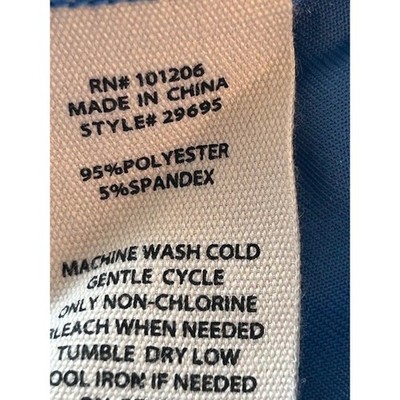 RN# 101206
MADE IN CHINA
STYLE# 29695
95%POLYESTER
5%SPANDEX
MACHINE WASH COLD
GENTLE CYCLE
ONLY NON-CHLORINE
BLEACH WHEN NEEDED
TUMBLE DRY LOW
OOL IRON IF NEEDED